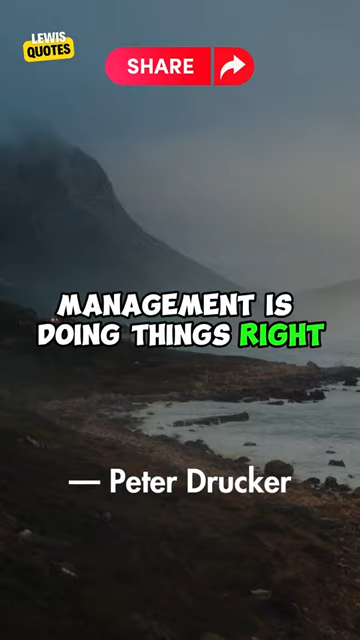 LEWIS
QUOTES
SHARE
MANAGEMENT IS
DOING THINGS RIGHT
— Peter Drucker